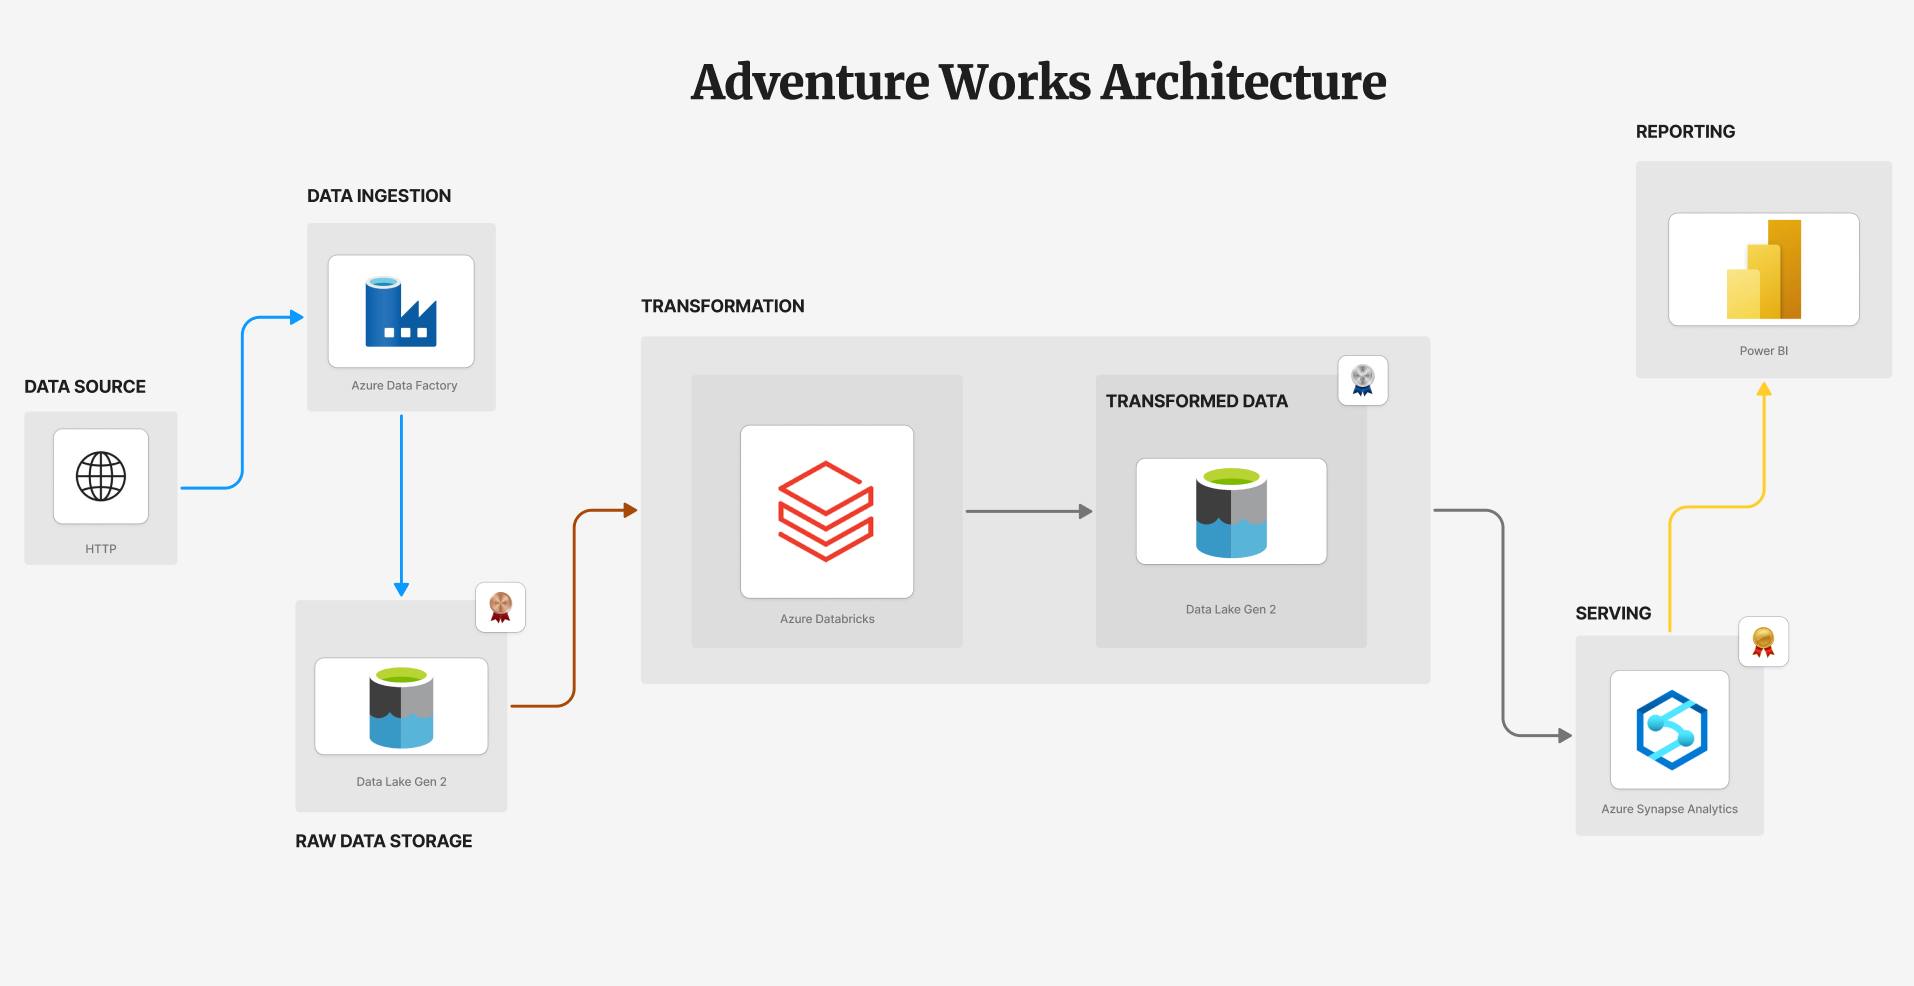 Adventure Works Architecture
DATA SOURCE
HTTP
DATA INGESTION
Azure Data Factory
Data Lake Gen 2
RAW DATA STORAGE
TRANSFORMATION
Azure Databricks
TRANSFORMED DATA
Data Lake Gen 2
SERVING
Azure Synapse Analytics
REPORTING
Power BI